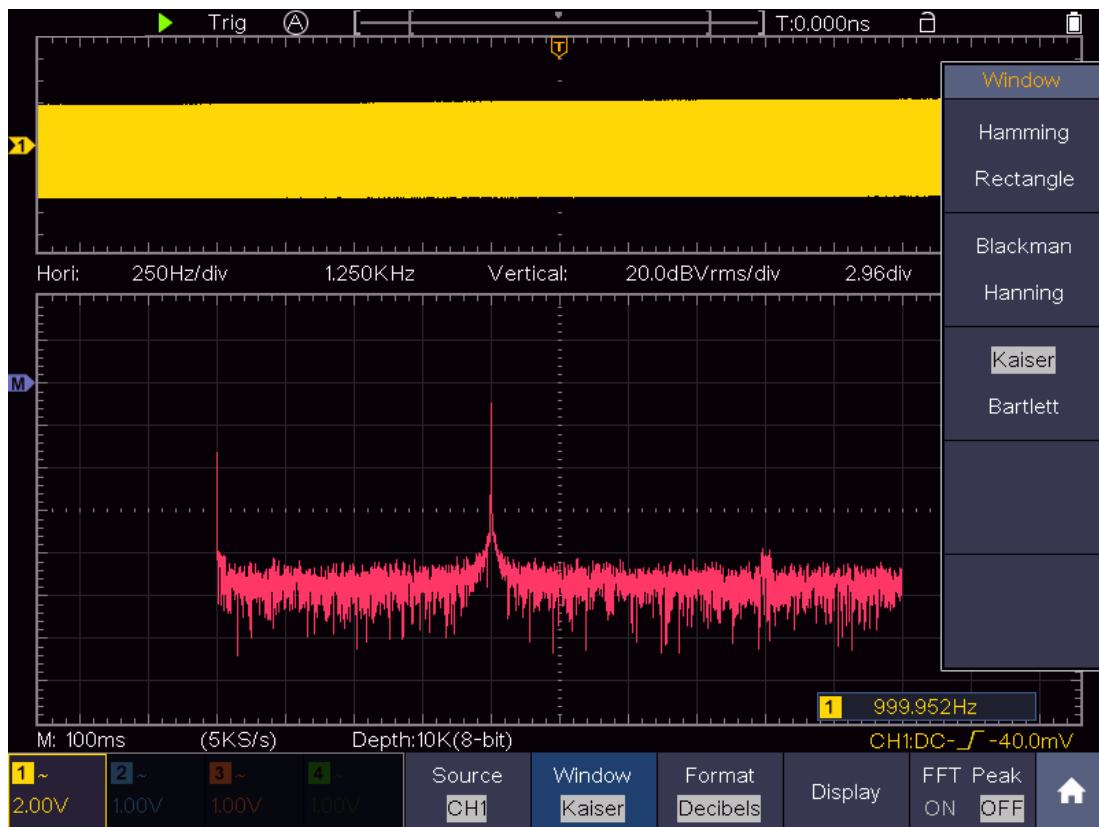 Trig A T:0.000ns
T
Window
Hamming
Rectangle
1
Blackman
Hanning
Hori: 250Hz/div 1.250KHz Vertical: 20.0dBVrms/div 2.96div
Kaiser
Bartlett
M
1 999.952Hz
M: 100ms (5KS/s) Depth:10K(8-bit) CH1:DC- -40.0mV
1 ~ 2 ~ 3 ~ 4 ~ Source Window Format Display FFT Peak
2.00V 1.00V 1.00V 1.00V CH1 Kaiser Decibels ON OFF